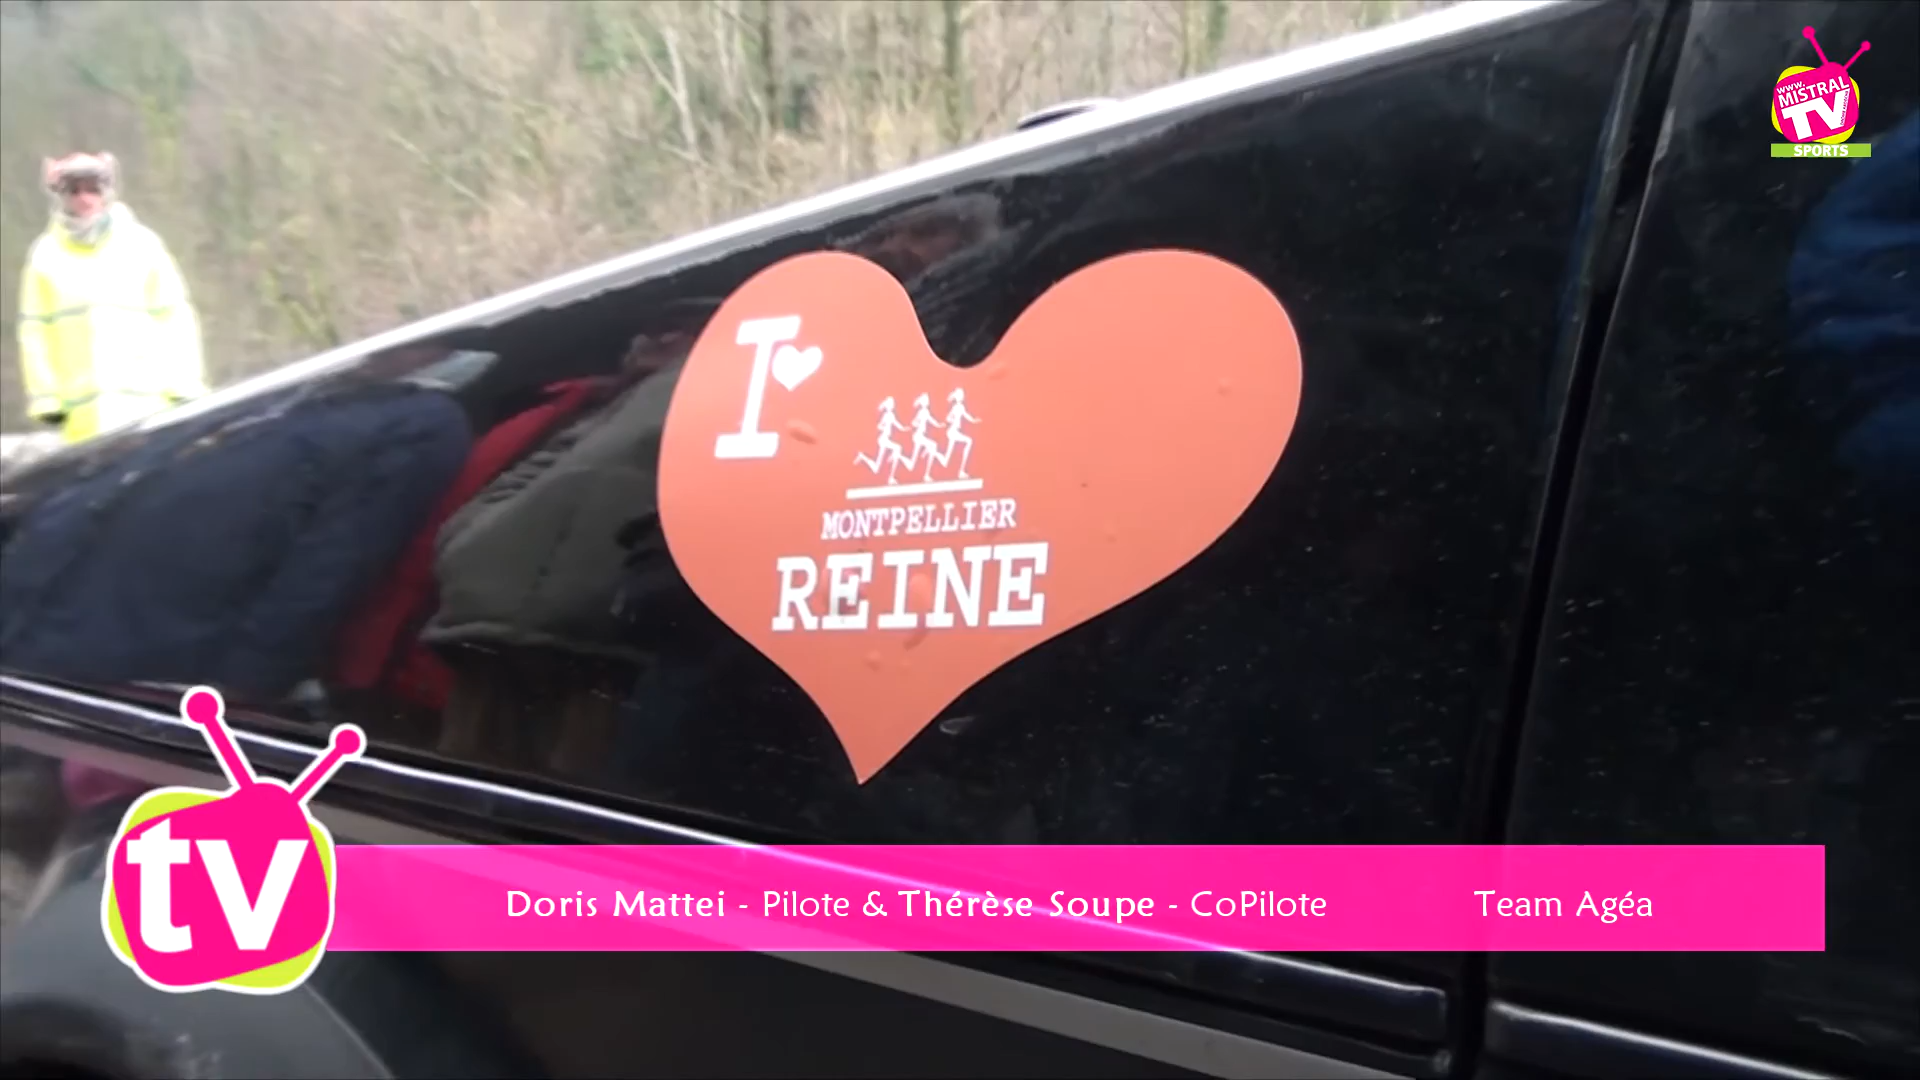 www.
MISTRAL
TV
SPORTS
I
MONTPELLIER
REINE
tv
Doris Mattei - Pilote & Thérèse Soupe - CoPilote Team Agéa